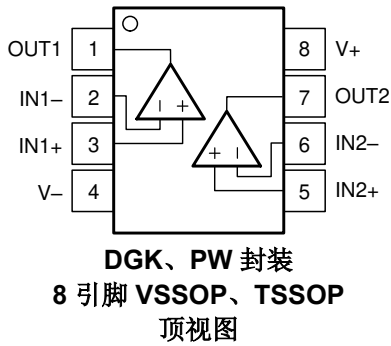 OUT1 1 8 V+
IN1− 2 7 OUT2
IN1+ 3 6 IN2−
V− 4 5 IN2+
− +
+ −
DGK、PW 封装
8 引脚 VSSOP、TSSOP
顶视图